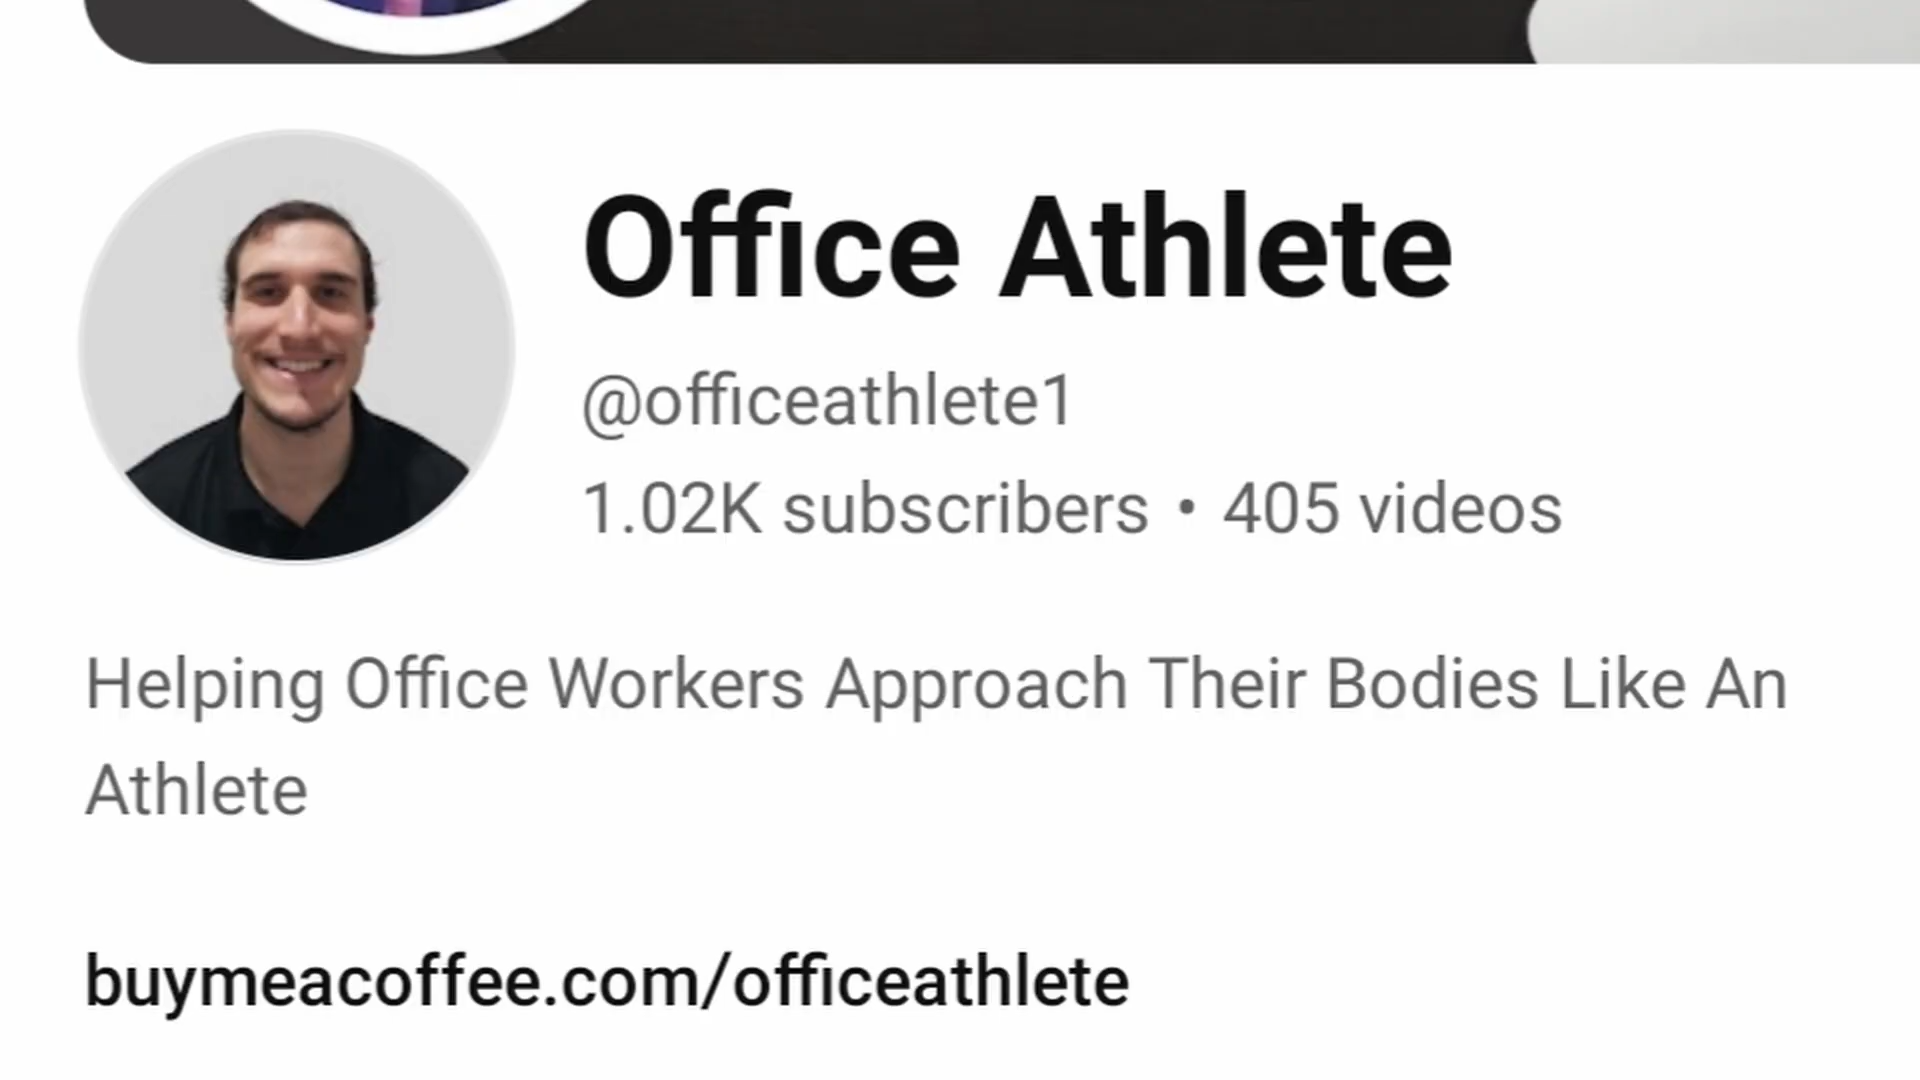 Office Athlete
@officeathlete1
1.02K subscribers • 405 videos
Helping Office Workers Approach Their Bodies Like An
Athlete
buymeacoffee.com/officeathlete